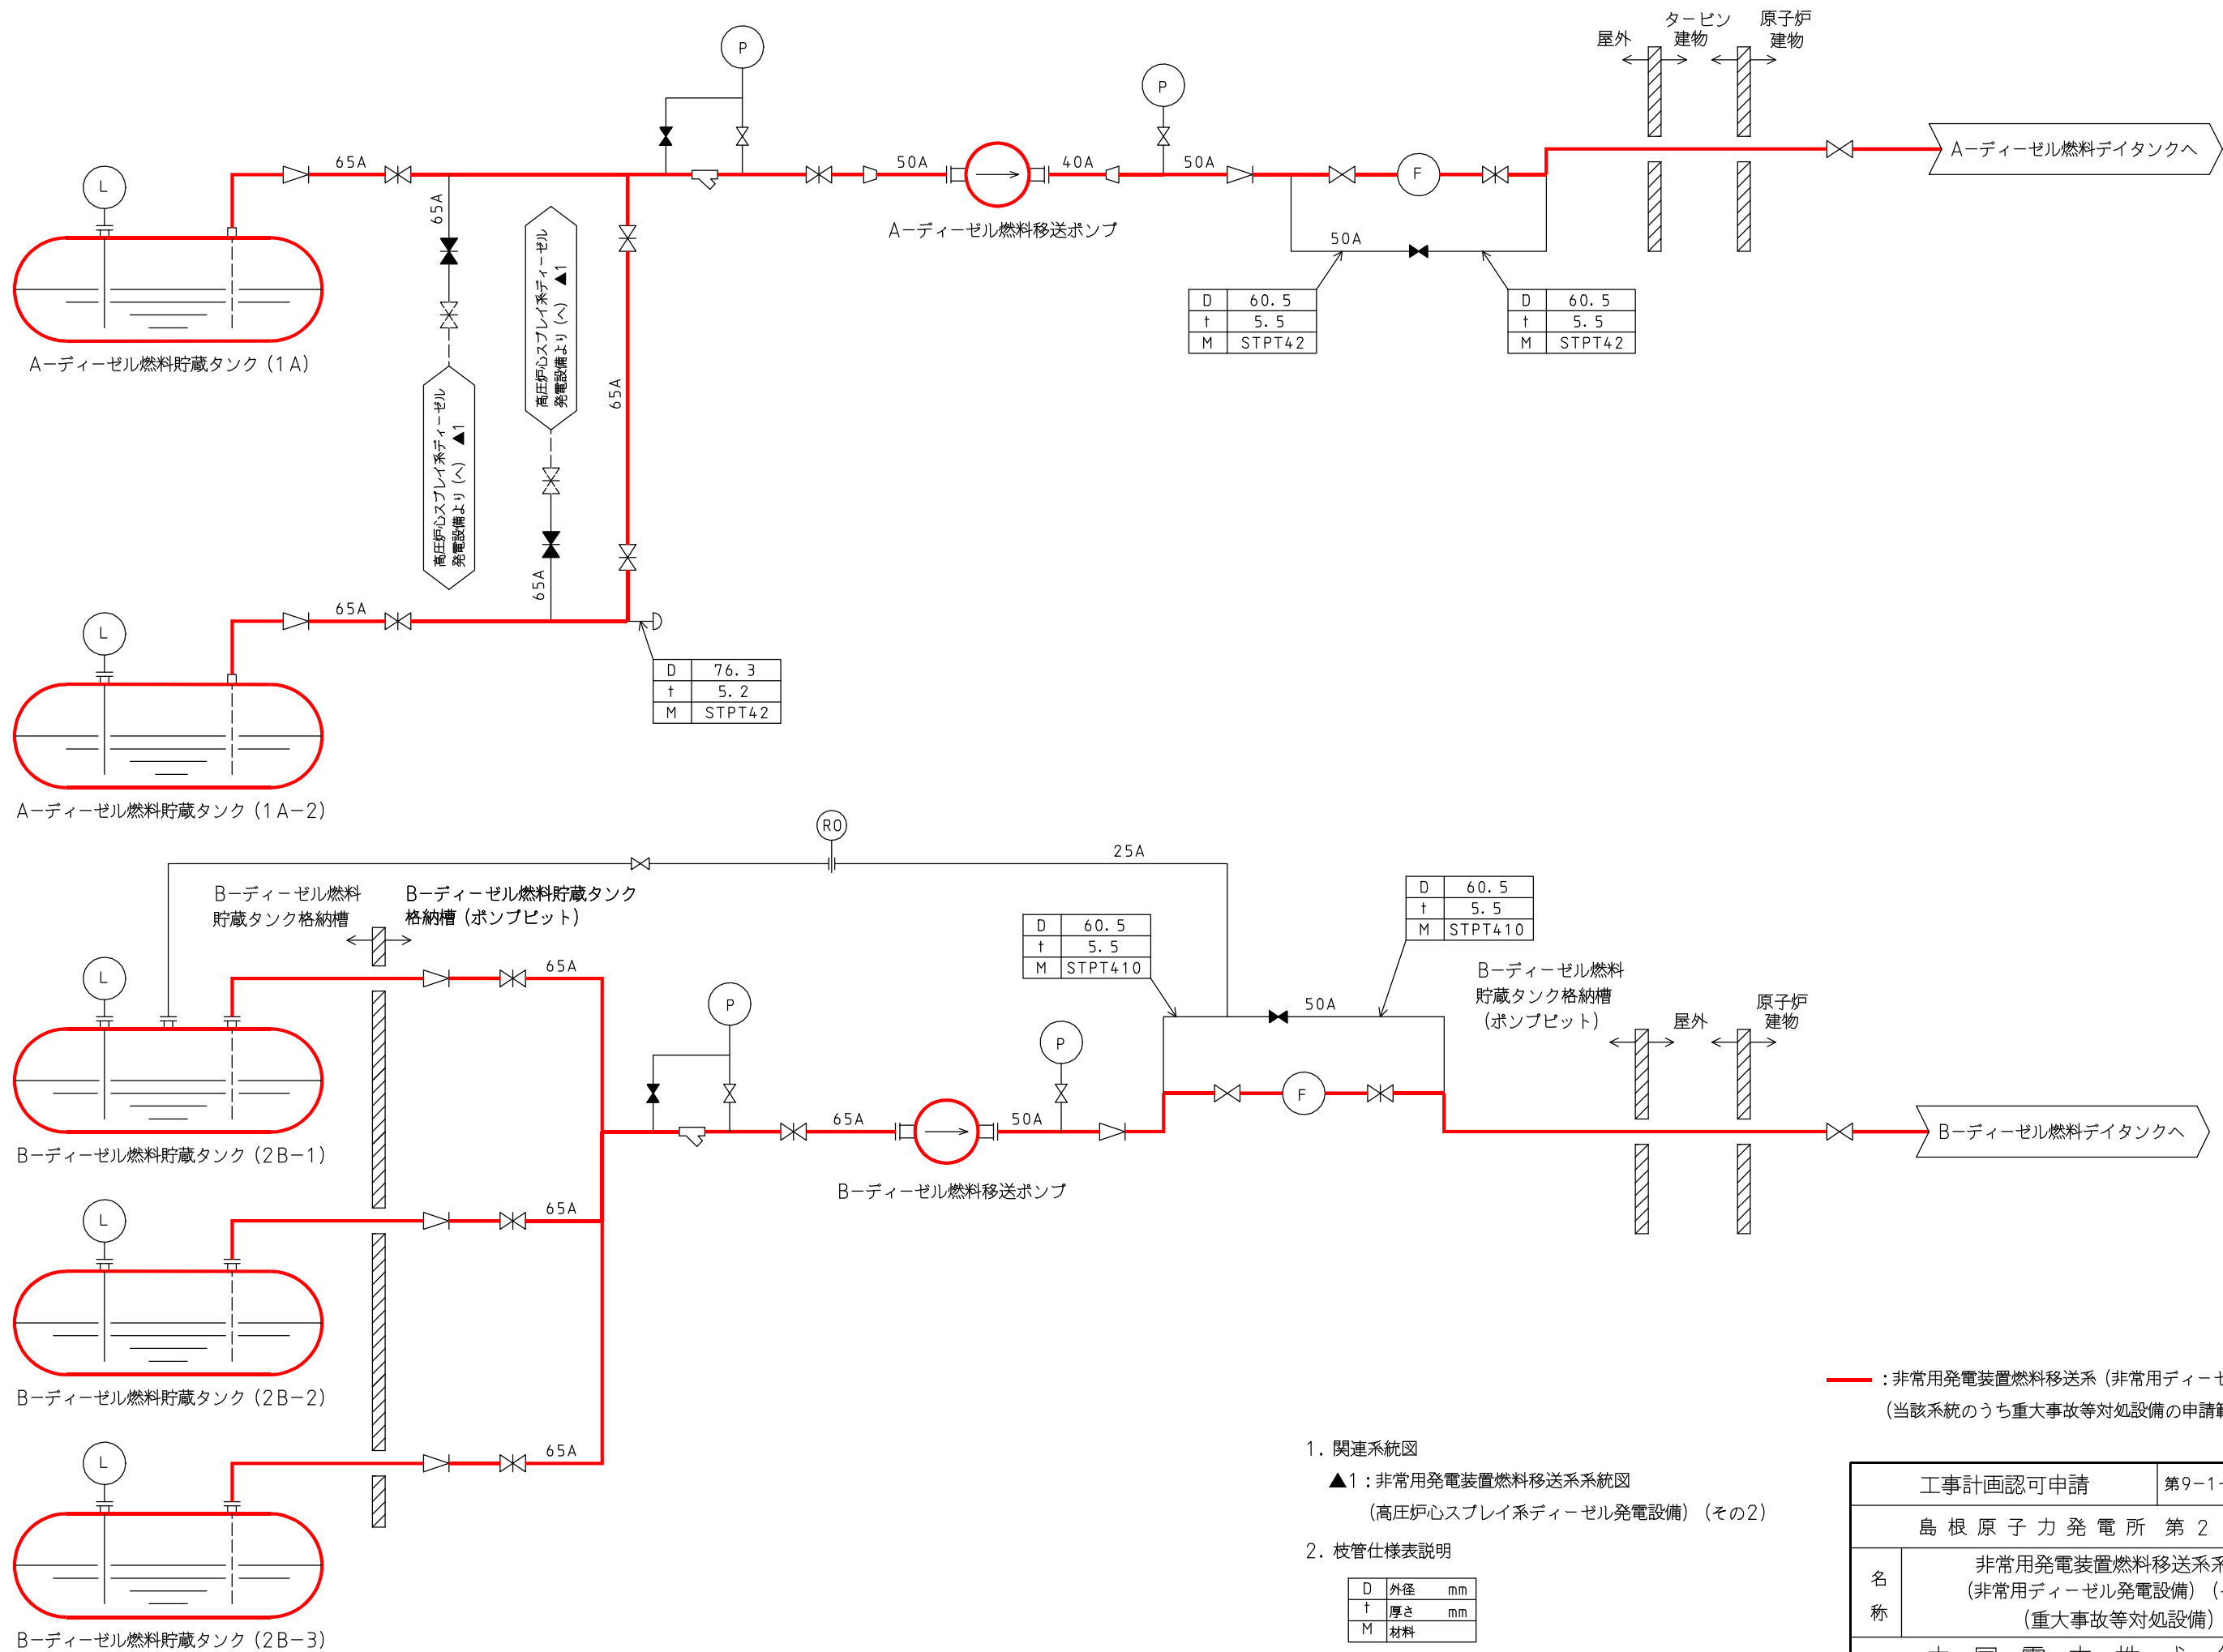 P
P
屋外
タービン
建物
原子炉
建物
L
65A
50A
40A
50A
F
A−ディーゼル燃料デイタンクへ
65A
A−ディーゼル燃料移送ポンプ
50A
D 60.5
t 5.5
M STPT42
D 60.5
t 5.5
M STPT42
A−ディーゼル燃料貯蔵タンク(1A)
高圧炉心スプレイ系ディーゼル
発電設備より(へ) ▲1
高圧炉心スプレイ系ディーゼル
発電設備より(へ) ▲1
65A
65A
L
65A
D 76.3
t 5.2
M STPT42
A−ディーゼル燃料貯蔵タンク(1A−2)
RO
25A
B−ディーゼル燃料
貯蔵タンク格納槽
B−ディーゼル燃料貯蔵タンク
格納槽(ポンプピット)
D 60.5
t 5.5
M STPT410
D 60.5
t 5.5
M STPT410
L
65A
P
P
50A
F
B−ディーゼル燃料
貯蔵タンク格納槽
(ポンプピット)
屋外
原子炉
建物
65A
50A
B−ディーゼル燃料デイタンクへ
B−ディーゼル燃料貯蔵タンク(2B−1)
B−ディーゼル燃料移送ポンプ
L
65A
B−ディーゼル燃料貯蔵タンク(2B−2)
L
65A
B−ディーゼル燃料貯蔵タンク(2B−3)
:非常用発電装置燃料移送系(非常用ディーゼ
(当該系統のうち重大事故等対処設備の申請範
1.関連系統図
▲1:非常用発電装置燃料移送系系統図
(高圧炉心スプレイ系ディーゼル発電設備)(その2)
2.枝管仕様表説明
D 外径 mm
t 厚さ mm
M 材料
工事計画認可申請 第9−1−
島根原子力発電所 第2
名称
非常用発電装置燃料移送系系
(非常用ディーゼル発電設備)(そ
(重大事故等対処設備)